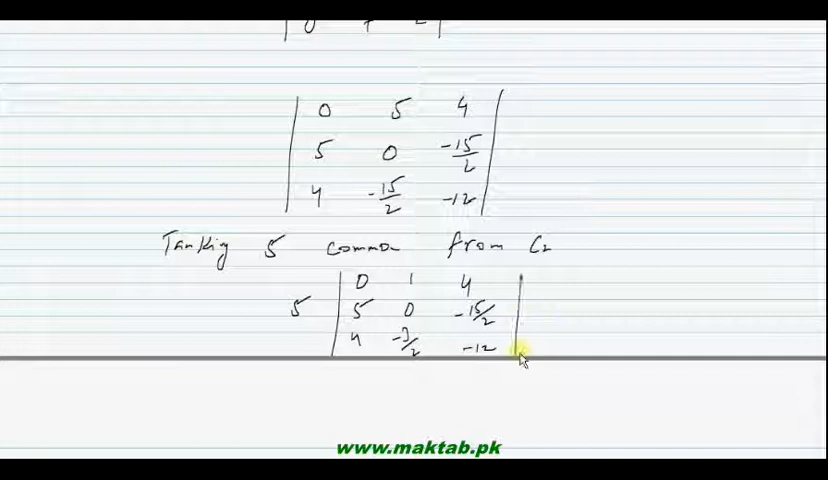 0 5 4
5 0 -15/2
4 -15/2 -12
Tanking 5 common from C2
0 1 4
5 5 0 -15/2
4 -3/2 -12
www.maktab.pk